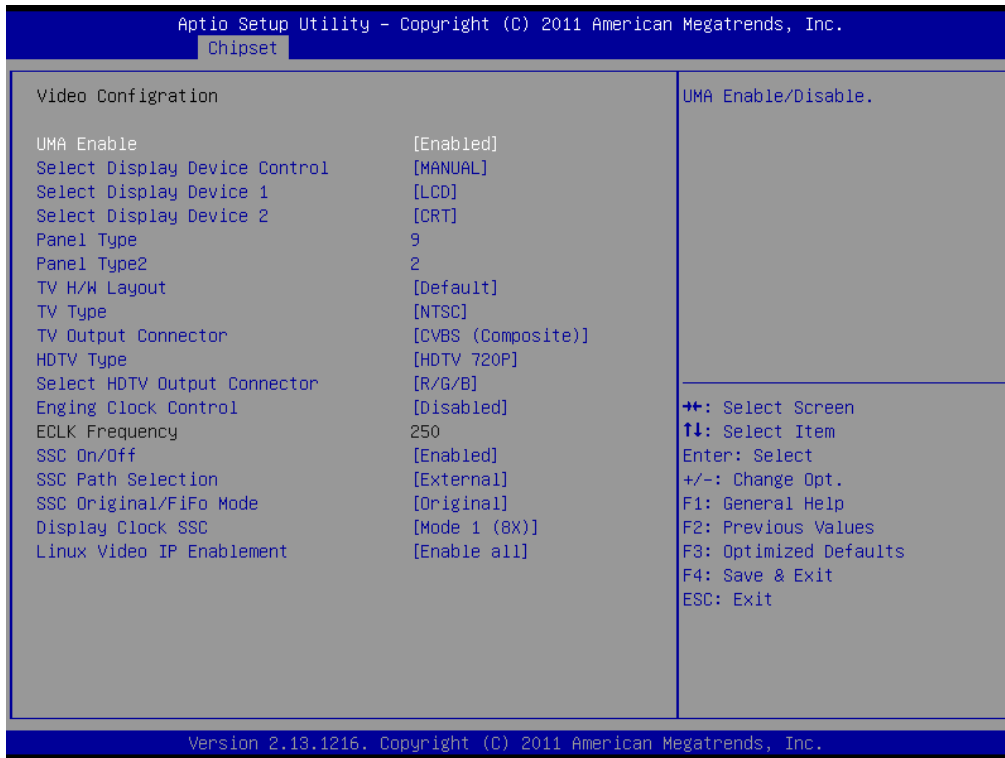 Aptio Setup Utility – Copyright (C) 2011 American Megatrends, Inc.
Chipset
Video Configration
UMA Enable [Enabled]
Select Display Device Control [MANUAL]
Select Display Device 1 [LCD]
Select Display Device 2 [CRT]
Panel Type 9
Panel Type2 2
TV H/W Layout [Default]
TV Type [NTSC]
TV Output Connector [CVBS (Composite)]
HDTV Type [HDTV 720P]
Select HDTV Output Connector [R/G/B]
Enging Clock Control [Disabled]
ECLK Frequency 250
SSC On/Off [Enabled]
SSC Path Selection [External]
SSC Original/FiFo Mode [Original]
Display Clock SSC [Mode 1 (8X)]
Linux Video IP Enablement [Enable all]
UMA Enable/Disable.
→←: Select Screen
↑↓: Select Item
Enter: Select
+/-: Change Opt.
F1: General Help
F2: Previous Values
F3: Optimized Defaults
F4: Save & Exit
ESC: Exit
Version 2.13.1216. Copyright (C) 2011 American Megatrends, Inc.